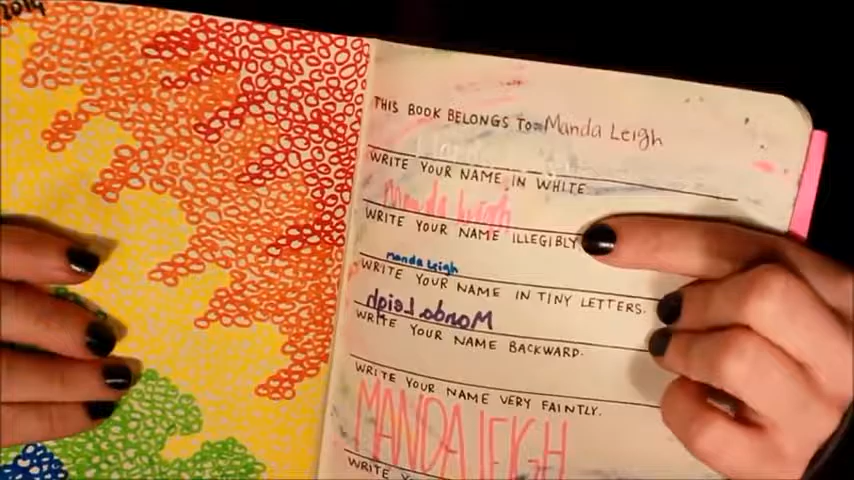 2014
THIS BOOK BELONGS TO: Manda Leigh
WRITE YOUR NAME IN WHITE
Manda Leigh
WRITE YOUR NAME ILLEGIBLY
manda Leigh
WRITE YOUR NAME IN TINY LETTERS.
Manda Leigh
WRITE YOUR NAME BACKWARD.
WRITE YOUR NAME VERY FAINTLY.
MANDA LEIGH
WRITE YOUR